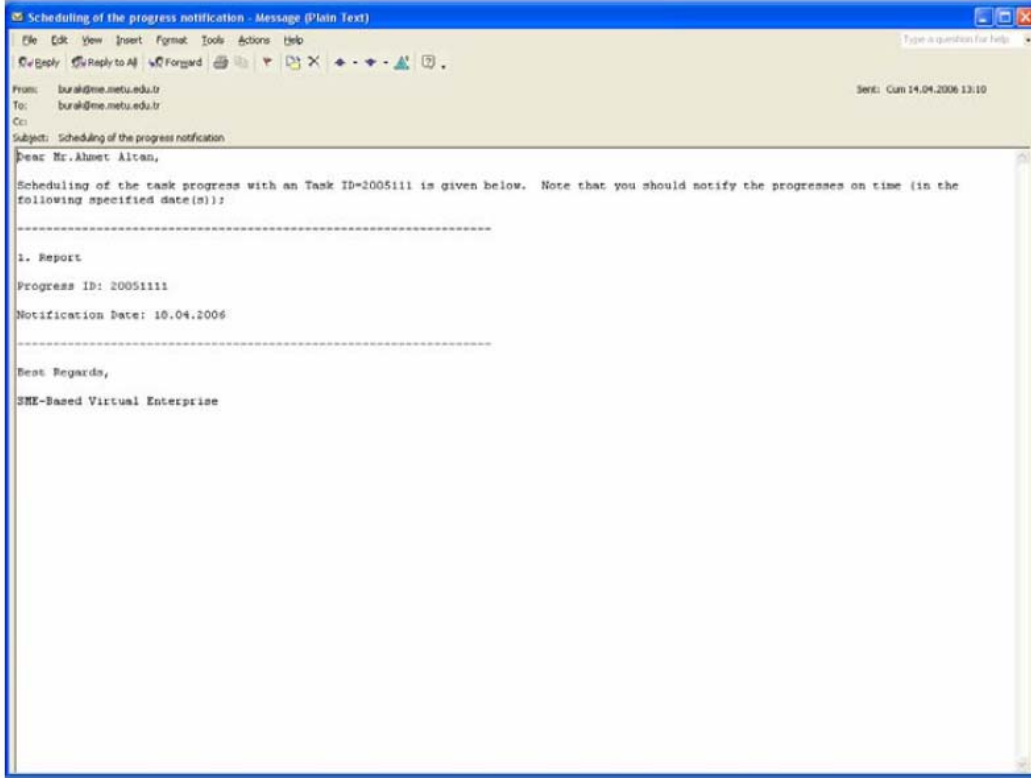 Scheduling of the progress notification - Message (Plain Text)
File Edit View Insert Format Tools Actions Help
Type a question for help
Reply Reply to All Forward
From: burak@me.metu.edu.tr
Sent: Cum 14.04.2006 13:10
To: burak@me.metu.edu.tr
Cc:
Subject: Scheduling of the progress notification
Dear Mr.Ahmet Altan,
Scheduling of the task progress with an Task ID=2005111 is given below. Note that you should notify the progresses on time (in the
following specified date(s));
-----------------------------------------------------------------
1. Report
Progress ID: 20051111
Notification Date: 18.04.2006
-----------------------------------------------------------------
Best Regards,
SME-Based Virtual Enterprise